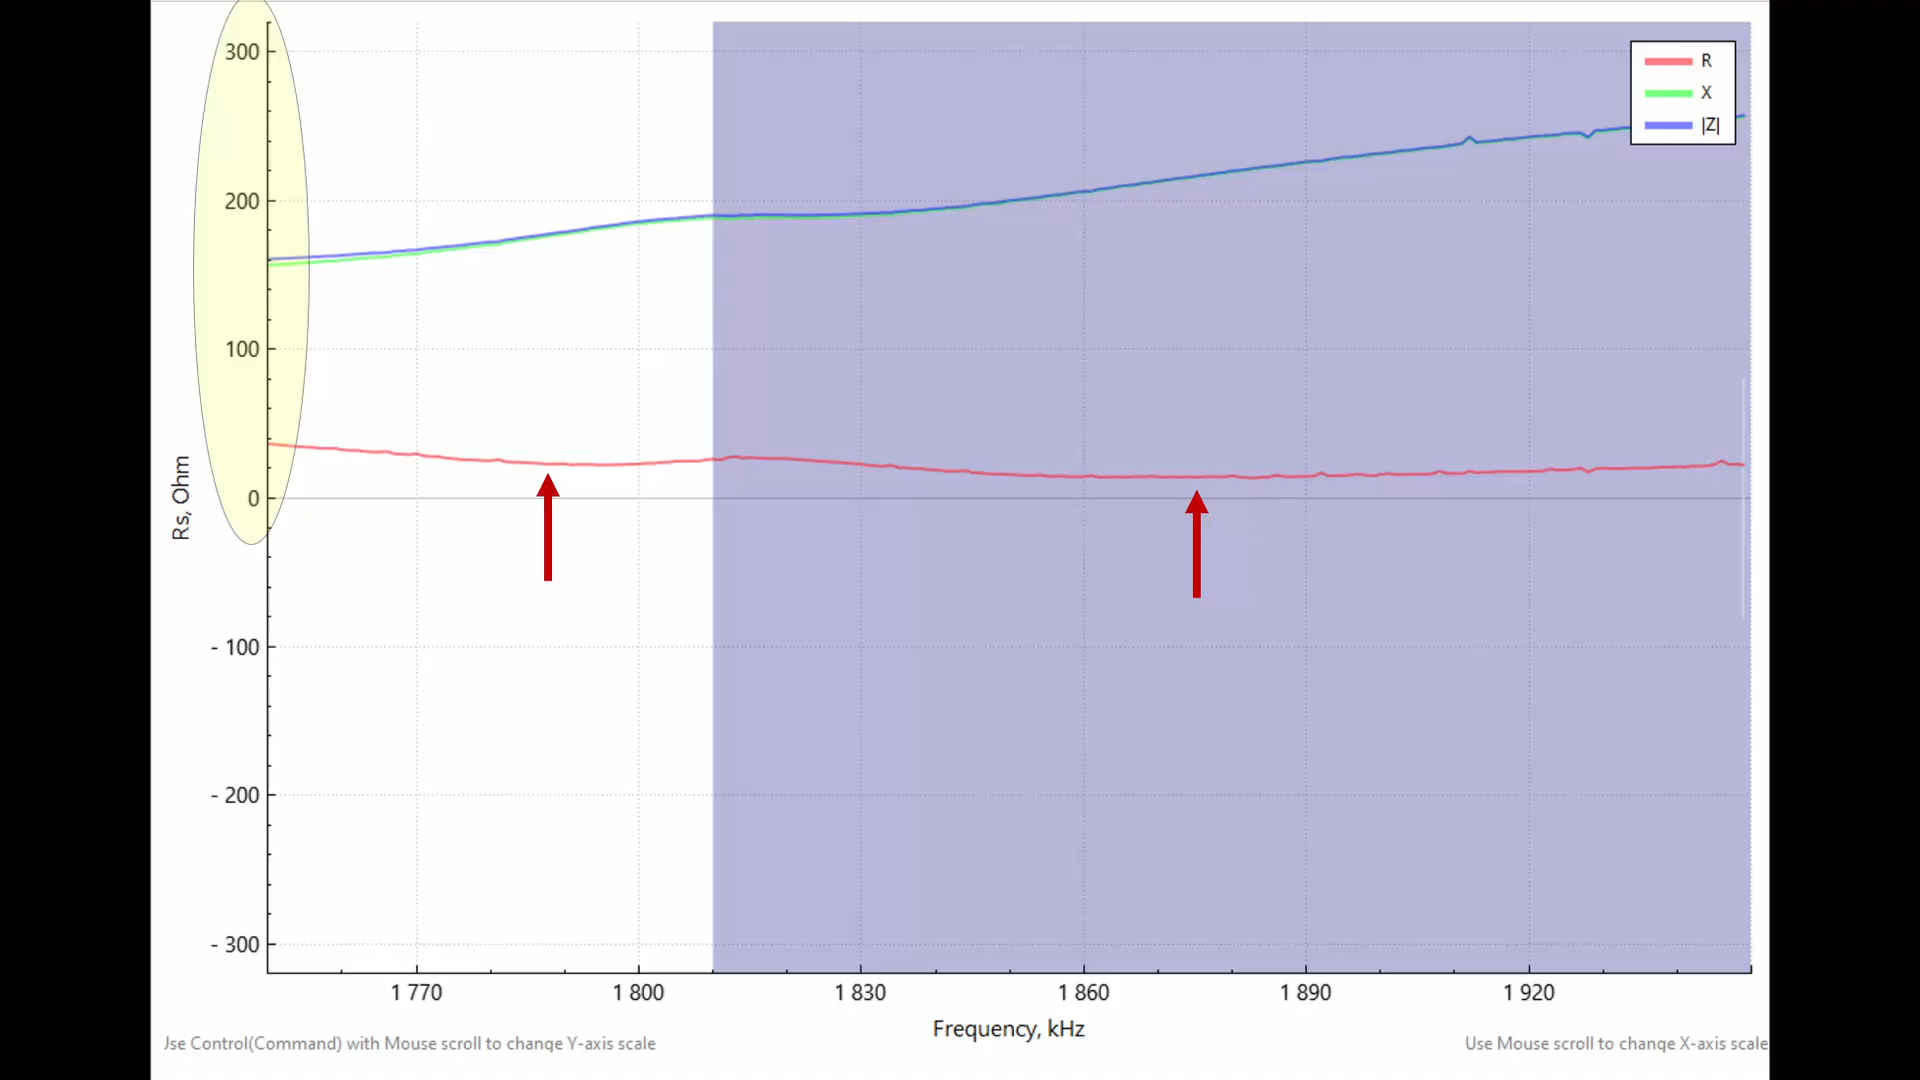 300
200
100
0
- 100
- 200
- 300
Rs, Ohm
R
X
|Z|
1 770 1 800 1 830 1 860 1 890 1 920
Frequency, kHz
Jse Control(Command) with Mouse scroll to change Y-axis scale
Use Mouse scroll to change X-axis scale